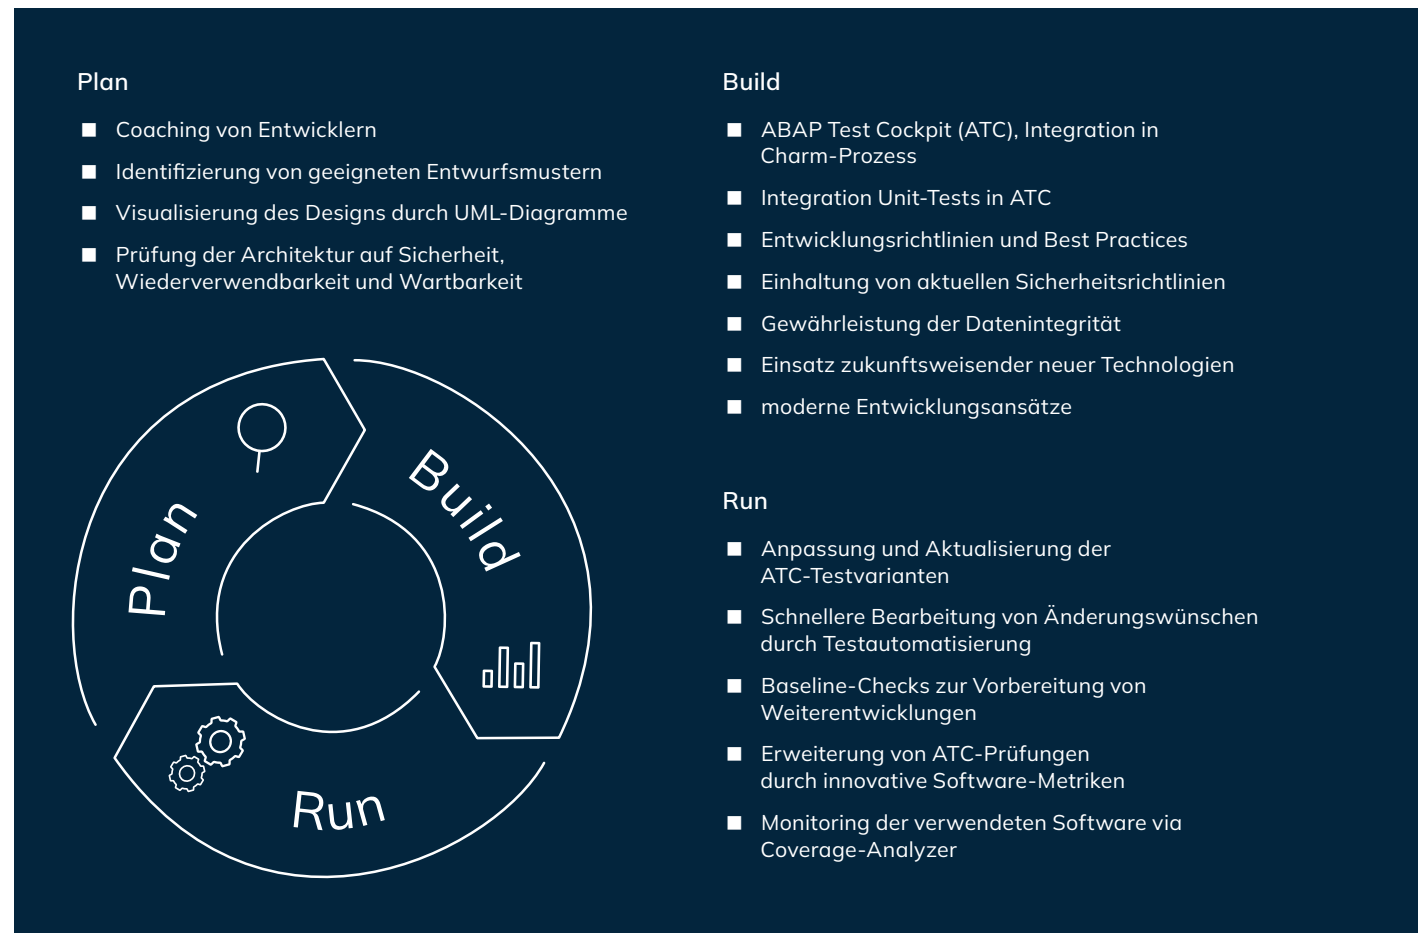 Plan
Coaching von Entwicklern
Identifizierung von geeigneten Entwurfsmustern
Visualisierung des Designs durch UML-Diagramme
Prüfung der Architektur auf Sicherheit,
Wiederverwendbarkeit und Wartbarkeit
Build
ABAP Test Cockpit (ATC), Integration in
Charm-Prozess
Integration Unit-Tests in ATC
Entwicklungsrichtlinien und Best Practices
Einhaltung von aktuellen Sicherheitsrichtlinien
Gewährleistung der Datenintegrität
Einsatz zukunftsweisender neuer Technologien
moderne Entwicklungsansätze
Run
Anpassung und Aktualisierung der
ATC-Testvarianten
Schnellere Bearbeitung von Änderungswünschen
durch Testautomatisierung
Baseline-Checks zur Vorbereitung von
Weiterentwicklungen
Erweiterung von ATC-Prüfungen
durch innovative Software-Metriken
Monitoring der verwendeten Software via
Coverage-Analyzer
Plan
Build
Run